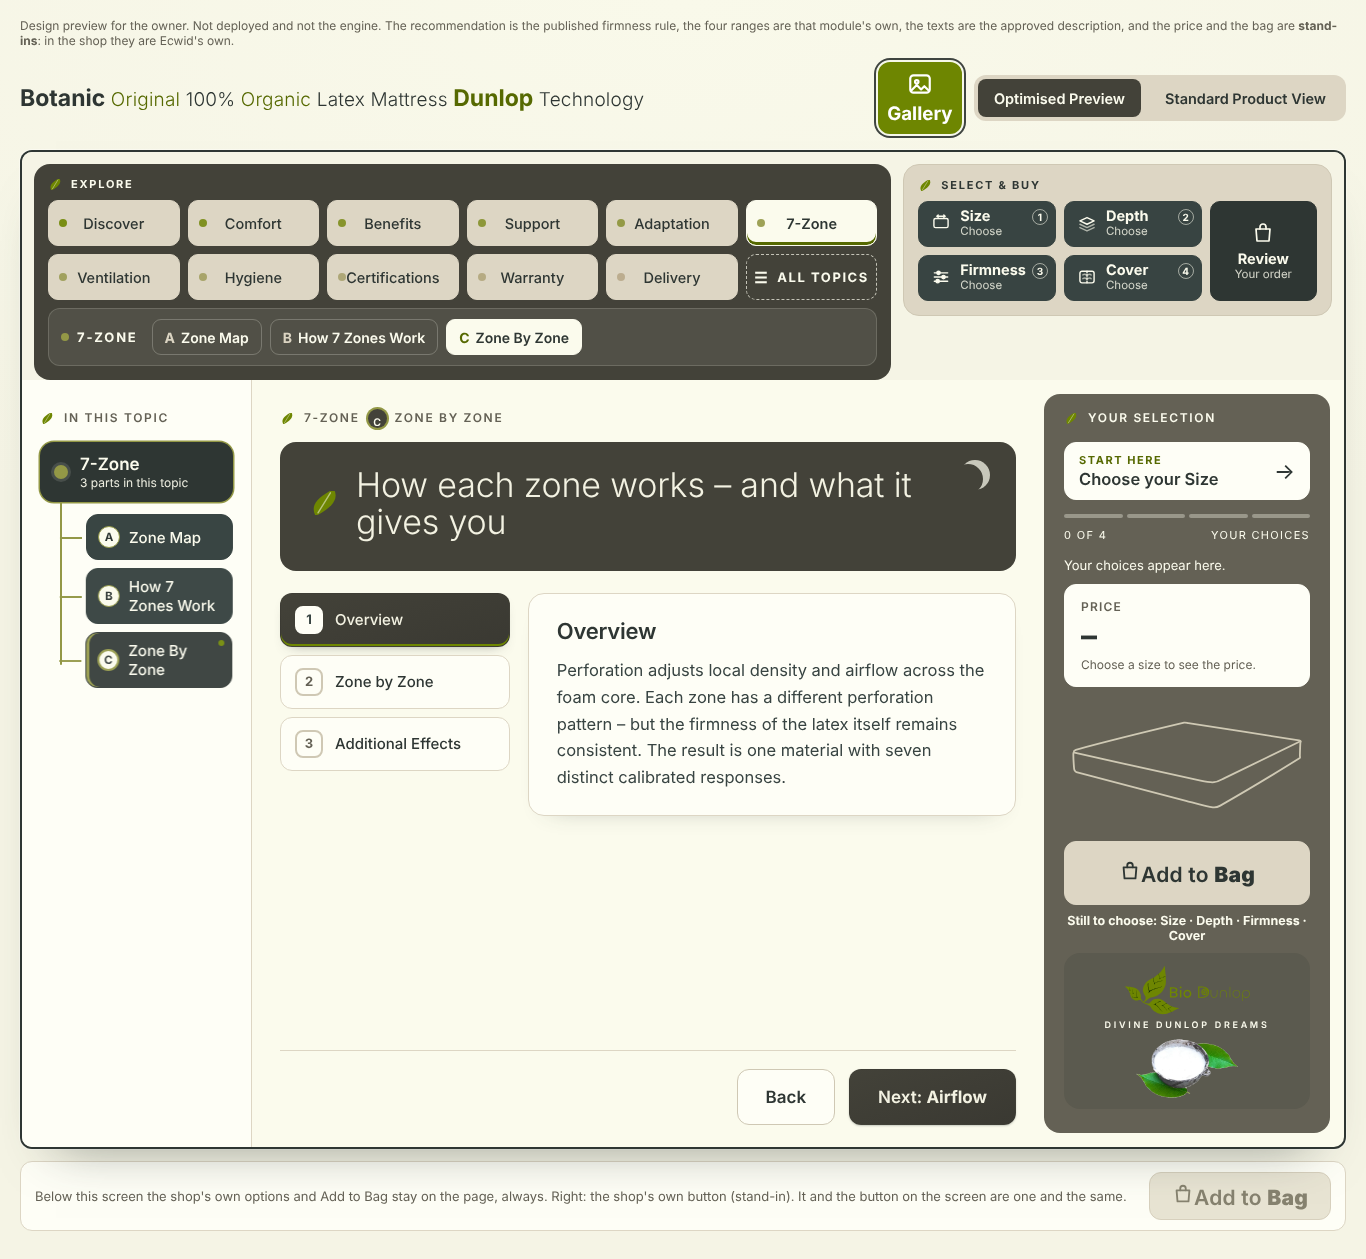 Design preview for the owner. Not deployed and not the engine. The recommendation is the published firmness rule, the four ranges are that module's own, the texts are the approved description, and the price and the bag are stand-
ins: in the shop they are Ecwid's own.
Botanic Original 100% Organic Latex Mattress Dunlop Technology
Gallery
Optimised Preview
Standard Product View
EXPLORE
Discover
Comfort
Benefits
Support
Adaptation
7-Zone
Ventilation
Hygiene
Certifications
Warranty
Delivery
ALL TOPICS
7-ZONE
A Zone Map
B How 7 Zones Work
C Zone By Zone
SELECT & BUY
Size 1
Choose
Depth 2
Choose
Firmness 3
Choose
Cover 4
Choose
Review
Your order
IN THIS TOPIC
7-Zone
3 parts in this topic
A Zone Map
B How 7
Zones Work
C Zone By
Zone
7-ZONE C ZONE BY ZONE
How each zone works – and what it
gives you
1 Overview
2 Zone by Zone
3 Additional Effects
Overview
Perforation adjusts local density and airflow across the
foam core. Each zone has a different perforation
pattern – but the firmness of the latex itself remains
consistent. The result is one material with seven
distinct calibrated responses.
Back
Next: Airflow
YOUR SELECTION
START HERE
Choose your Size
0 OF 4
YOUR CHOICES
Your choices appear here.
PRICE
–
Choose a size to see the price.
Add to Bag
Still to choose: Size · Depth · Firmness ·
Cover
Bio Dunlop
DIVINE DUNLOP DREAMS
Below this screen the shop's own options and Add to Bag stay on the page, always. Right: the shop's own button (stand-in). It and the button on the screen are one and the same.
Add to Bag